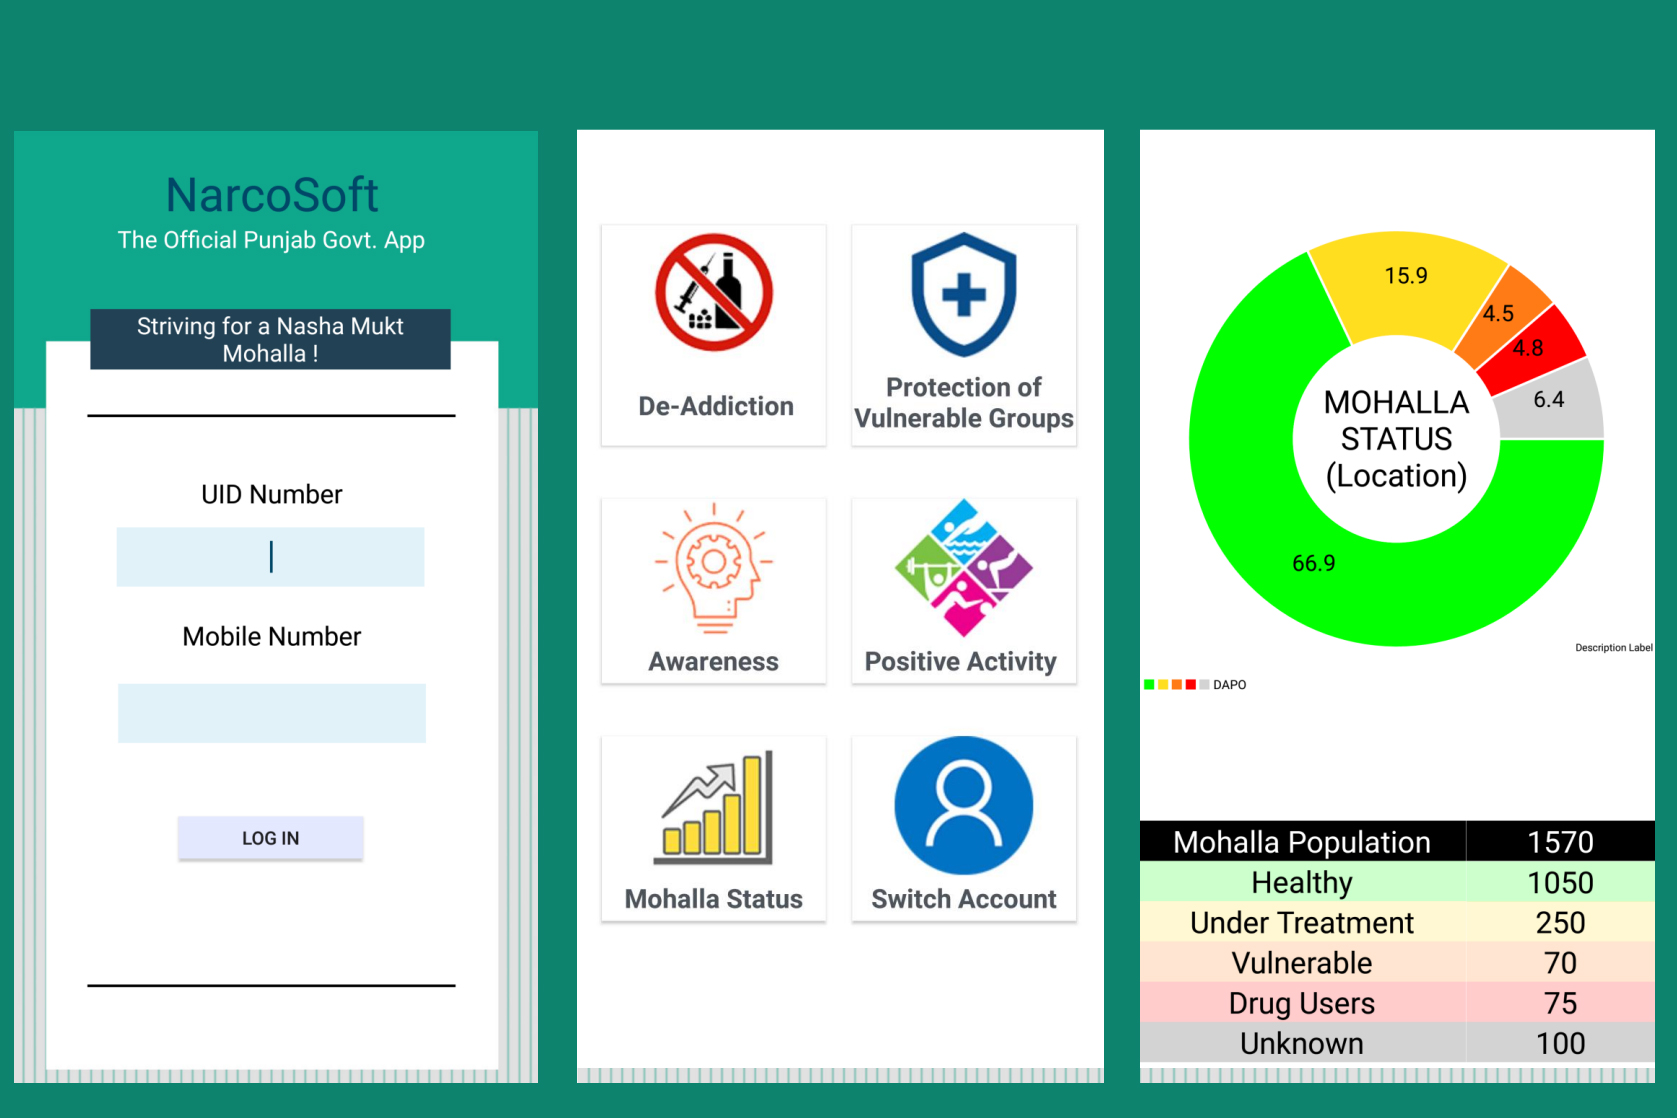 NarcoSoft
The Official Punjab Govt. App
Striving for a Nasha Mukt
Mohalla !
UID Number
Mobile Number
LOG IN
De-Addiction
Protection of
Vulnerable Groups
Awareness
Positive Activity
Mohalla Status
Switch Account
15.9
4.5
4.8
6.4
66.9
MOHALLA
STATUS
(Location)
Description Label
DAPO
Mohalla Population 1570
Healthy 1050
Under Treatment 250
Vulnerable 70
Drug Users 75
Unknown 100